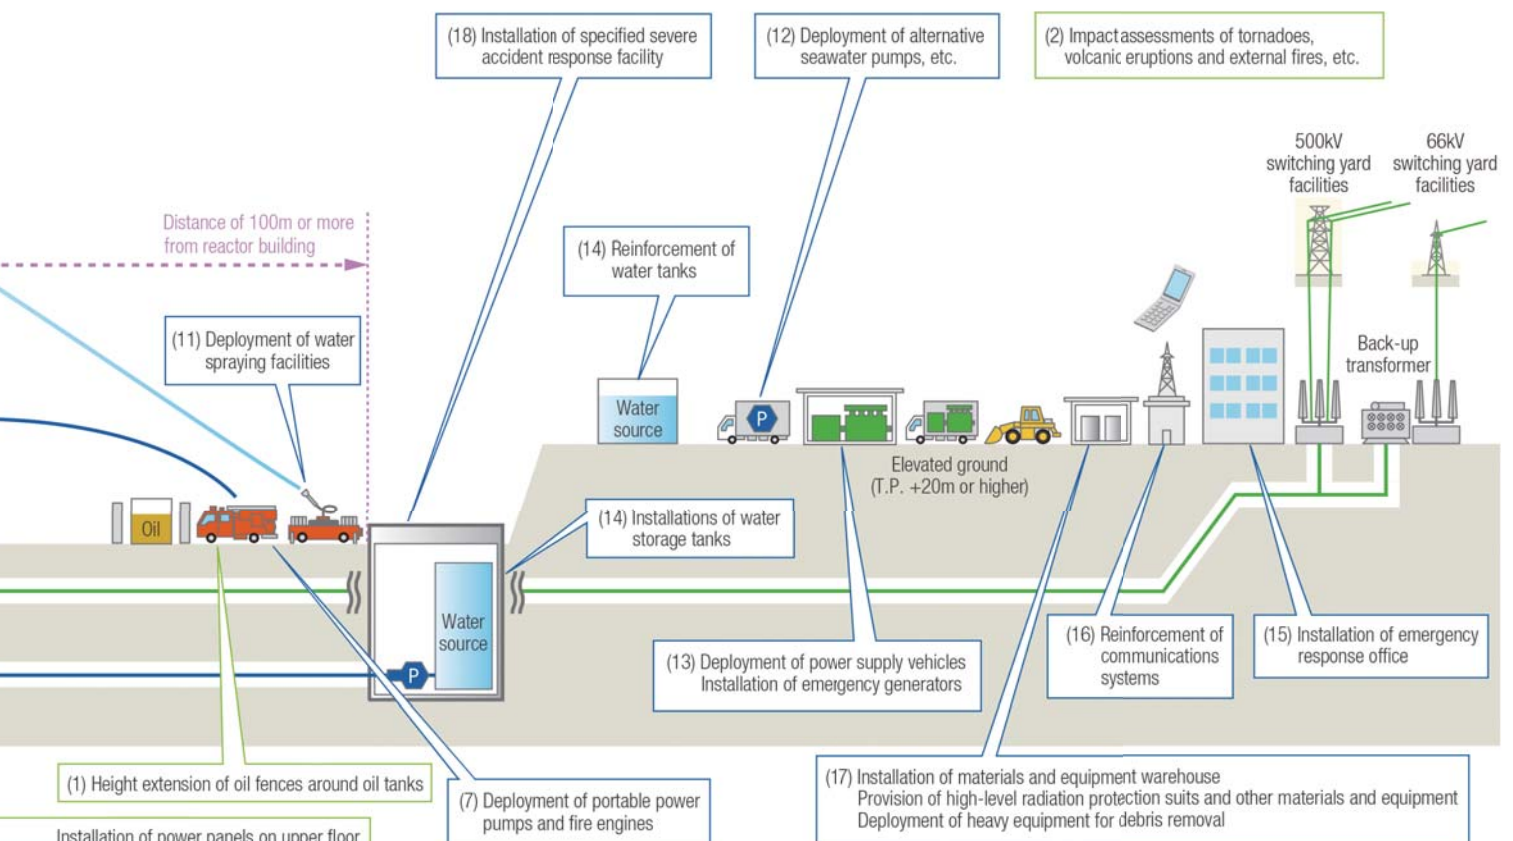 (18) Installation of specified severe
accident response facility
(12) Deployment of alternative
seawater pumps, etc.
(2) Impact assessments of tornadoes,
volcanic eruptions and external fires, etc.
500kV
switching yard
facilities
66kV
switching yard
facilities
Distance of 100m or more
from reactor building
(14) Reinforcement of
water tanks
(11) Deployment of water
spraying facilities
Back-up
transformer
Water
source
P
Elevated ground
(T.P. +20m or higher)
Oil
(14) Installations of water
storage tanks
Water
source
P
(13) Deployment of power supply vehicles
Installation of emergency generators
(16) Reinforcement of
communications
systems
(15) Installation of emergency
response office
(1) Height extension of oil fences around oil tanks
(7) Deployment of portable power
pumps and fire engines
(17) Installation of materials and equipment warehouse
Provision of high-level radiation protection suits and other materials and equipment
Deployment of heavy equipment for debris removal
Installation of power panels on upper floor